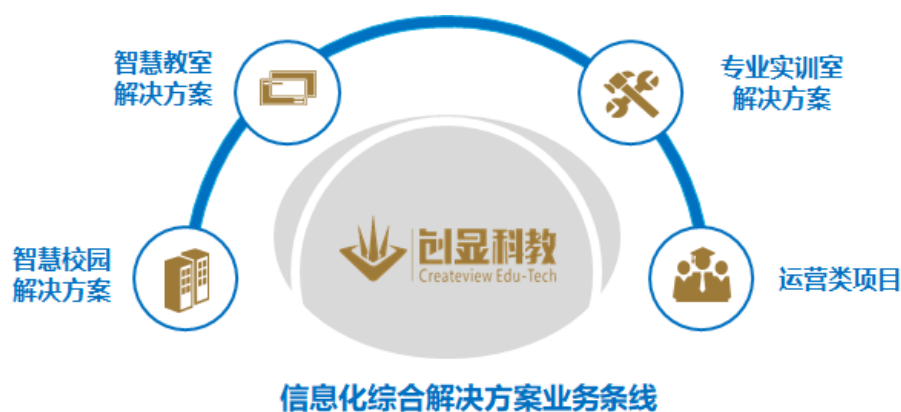 智慧教室
解决方案
专业实训室
解决方案
智慧校园
解决方案
创显科教
Createview Edu-Tech
运营类项目
信息化综合解决方案业务条线